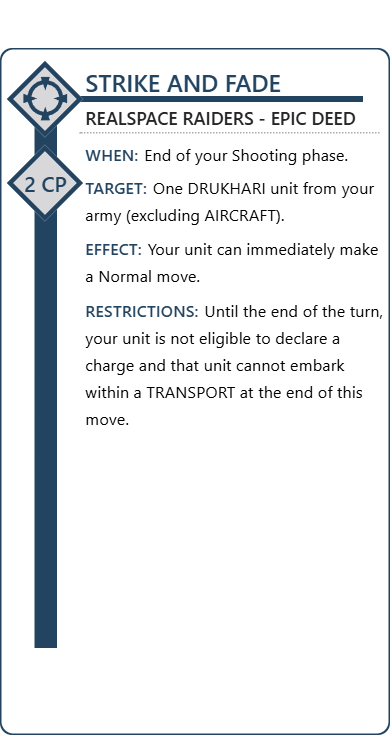 STRIKE AND FADE
REALSPACE RAIDERS - EPIC DEED
2 CP
WHEN: End of your Shooting phase.
TARGET: One DRUKHARI unit from your
army (excluding AIRCRAFT).
EFFECT: Your unit can immediately make
a Normal move.
RESTRICTIONS: Until the end of the turn,
your unit is not eligible to declare a
charge and that unit cannot embark
within a TRANSPORT at the end of this
move.